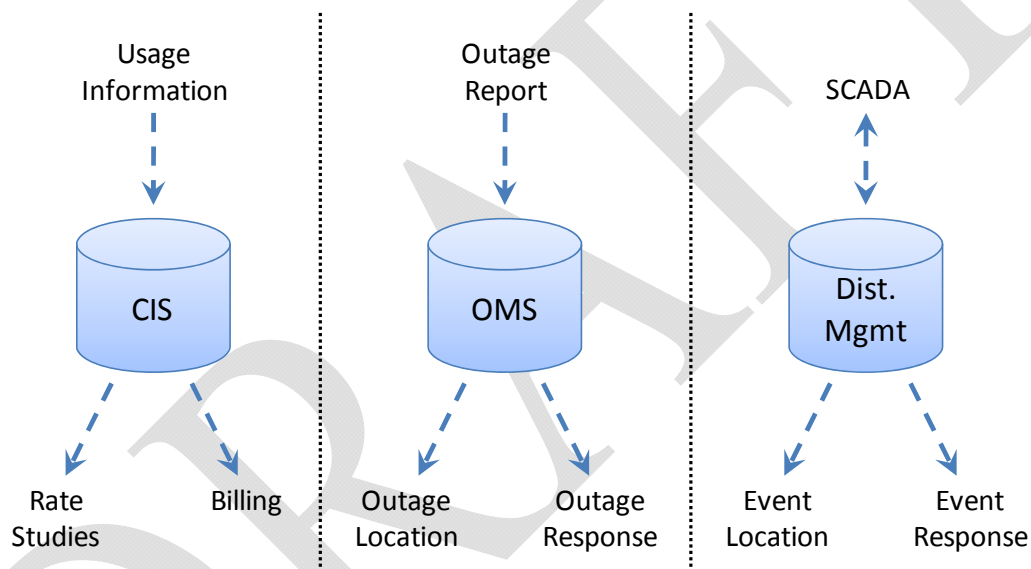 Usage
Information
Outage
Report
SCADA
CIS
OMS
Dist.
Mgmt
Rate
Studies
Billing
Outage
Location
Outage
Response
Event
Location
Event
Response
DRAFT